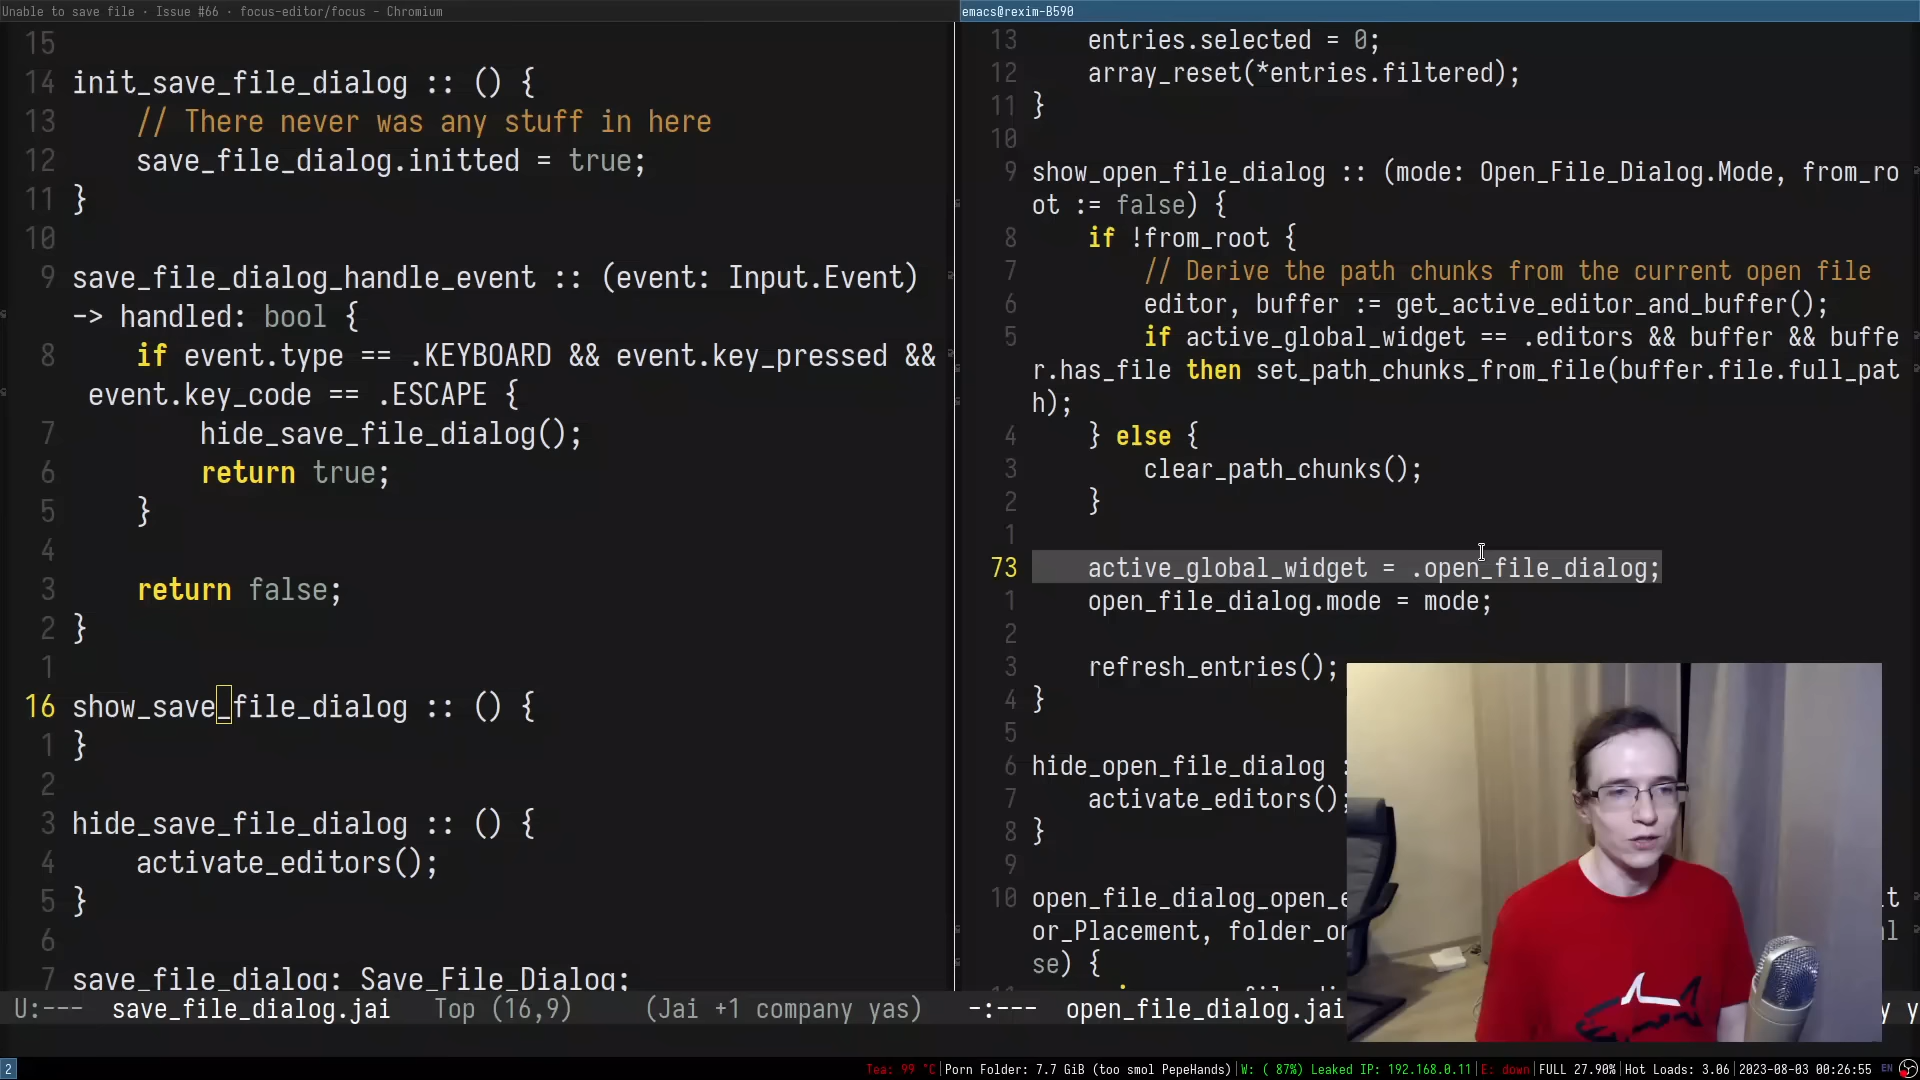 Unable to save file · Issue #66 · focus-editor/focus - Chromium
15
14 init_save_file_dialog :: () {
13     // There never was any stuff in here
12     save_file_dialog.initted = true;
11 }
10
9 save_file_dialog_handle_event :: (event: Input.Event)
-> handled: bool {
8     if event.type == .KEYBOARD && event.key_pressed &&
event.key_code == .ESCAPE {
7         hide_save_file_dialog();
6         return true;
5     }
4
3     return false;
2 }
1
16 show_save_file_dialog :: () {
1 }
2
3 hide_save_file_dialog :: () {
4     activate_editors();
5 }
6
7 save_file_dialog: Save_File_Dialog;
U:---  save_file_dialog.jai   Top (16,9)     (Jai +1 company yas)
emacs@rexim-B590
13     entries.selected = 0;
12     array_reset(*entries.filtered);
11 }
10
9 show_open_file_dialog :: (mode: Open_File_Dialog.Mode, from_ro
ot := false) {
8     if !from_root {
7         // Derive the path chunks from the current open file
6         editor, buffer := get_active_editor_and_buffer();
5         if active_global_widget == .editors && buffer && buffe
r.has_file then set_path_chunks_from_file(buffer.file.full_pat
h);
4     } else {
3         clear_path_chunks();
2     }
1
73     active_global_widget = .open_file_dialog;
1     open_file_dialog.mode = mode;
2
3     refresh_entries();
4 }
5
6 hide_open_file_dialog :
7     activate_editors();
8 }
9
10 open_file_dialog_open_e t
or_Placement, folder_on al
se) {
-:---  open_file_dialog.jai y y
2 Tea: 99 °C|Porn Folder: 7.7 GiB (too smol PepeHands)|W: ( 87%) Leaked IP: 192.168.0.11|E: down|FULL 27.90%|Hot Loads: 3.06|2023-08-03 00:26:55 EN